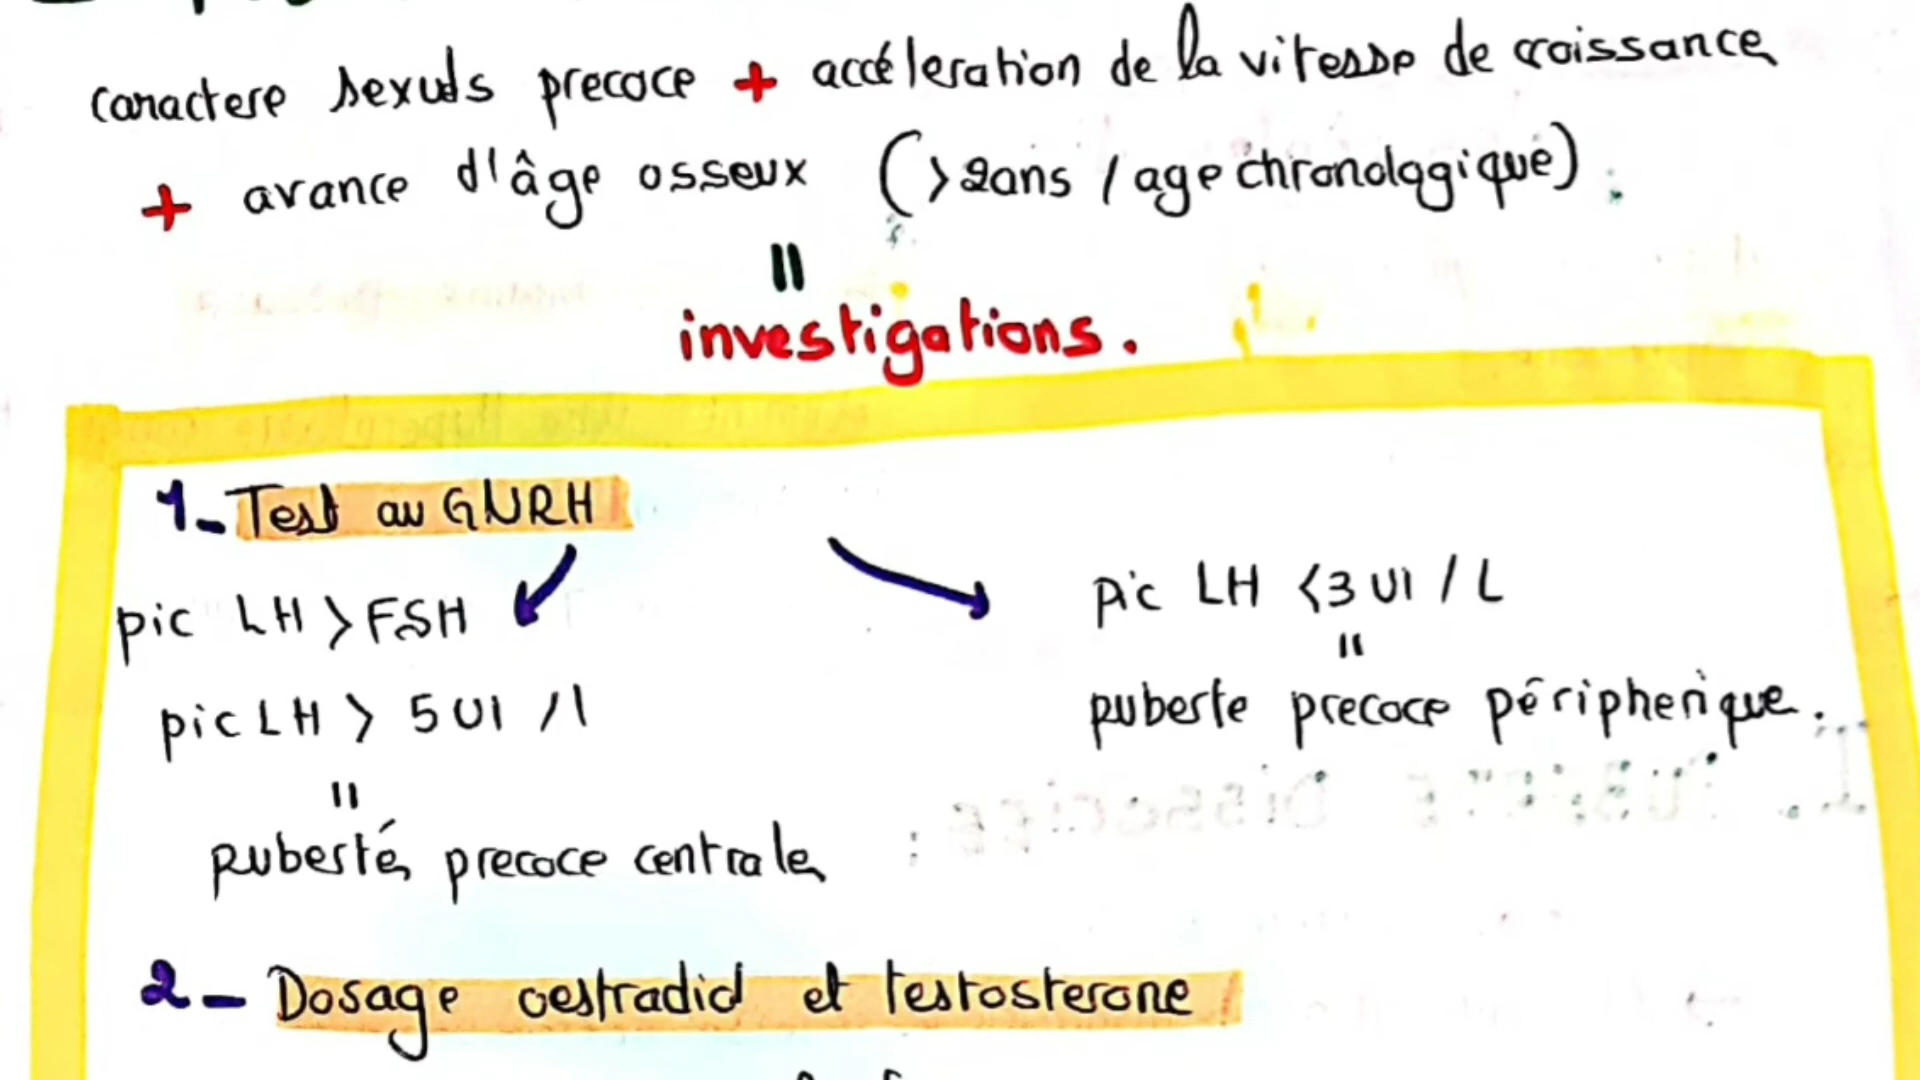 caractere sexuels precoce + accéleration de la vitesse de croissance
+ avance d'âge osseux (>2ans / age chronologique).
=
investigations.
1- Test au GNRH
pic LH > FSH
pic LH > 5 UI / l
=
puberté precoce centrale
pic LH <3 UI / L
=
puberte precoce péripherique.
2- Dosage oestradiol et testosterone